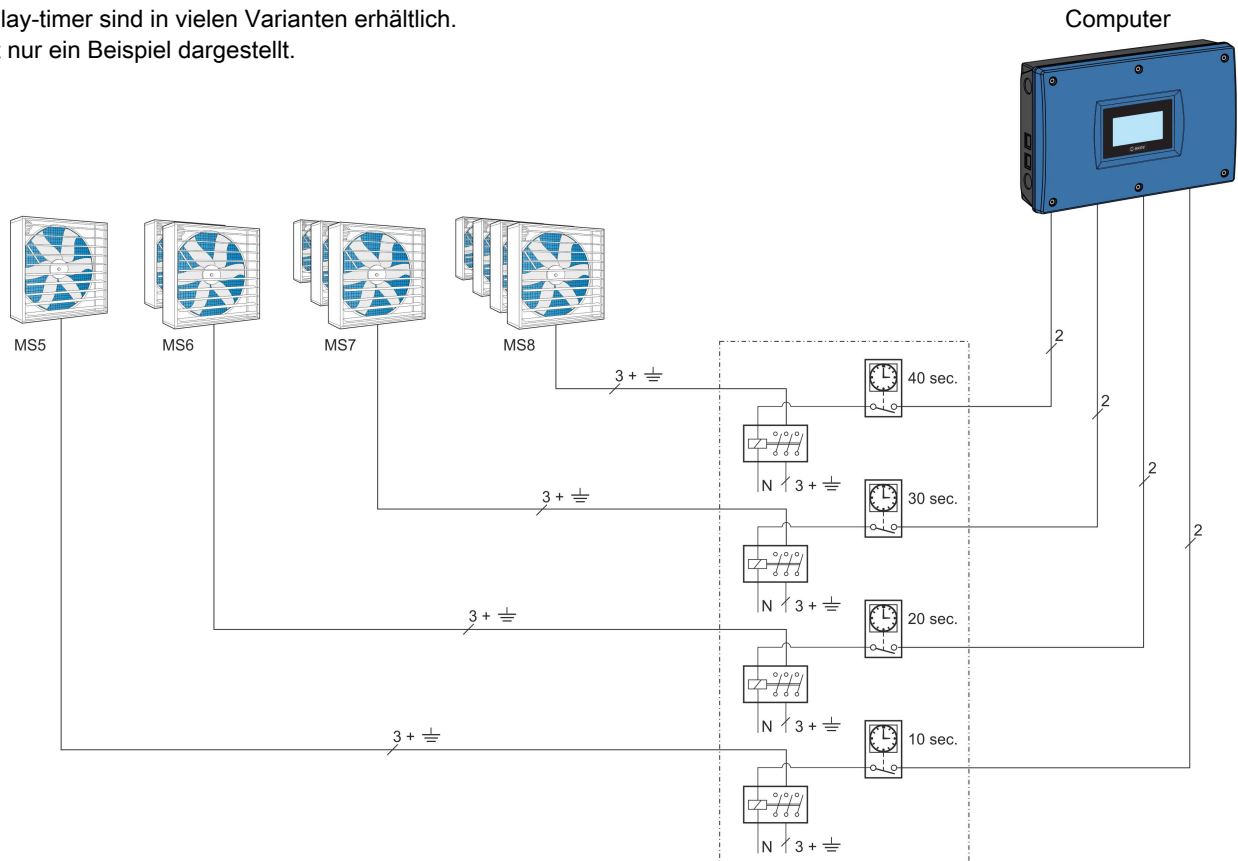 lay-timer sind in vielen Varianten erhältlich.
nur ein Beispiel dargestellt.
Computer
MS5
MS6
MS7
MS8
3 +
40 sec.
2
N 3 +
3 +
30 sec.
2
N 3 +
3 +
20 sec.
2
N 3 +
3 +
10 sec.
2
N 3 +